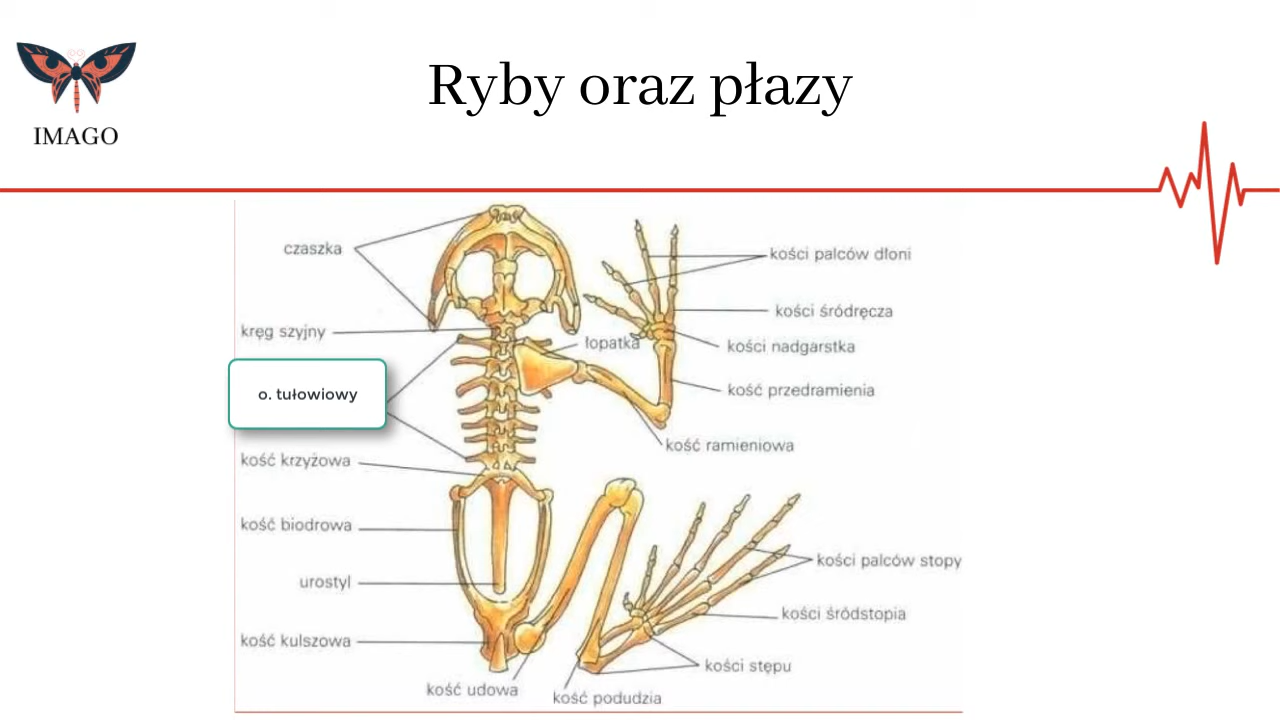 IMAGO
Ryby oraz płazy
czaszka
kręg szyjny
o. tułowiowy
kość krzyżowa
kość biodrowa
urostyl
kość kulszowa
kość udowa
kość podudzia
łopatka
kości palców dłoni
kości śródręcza
kości nadgarstka
kość przedramienia
kość ramieniowa
kości palców stopy
kości śródstopia
kości stępu